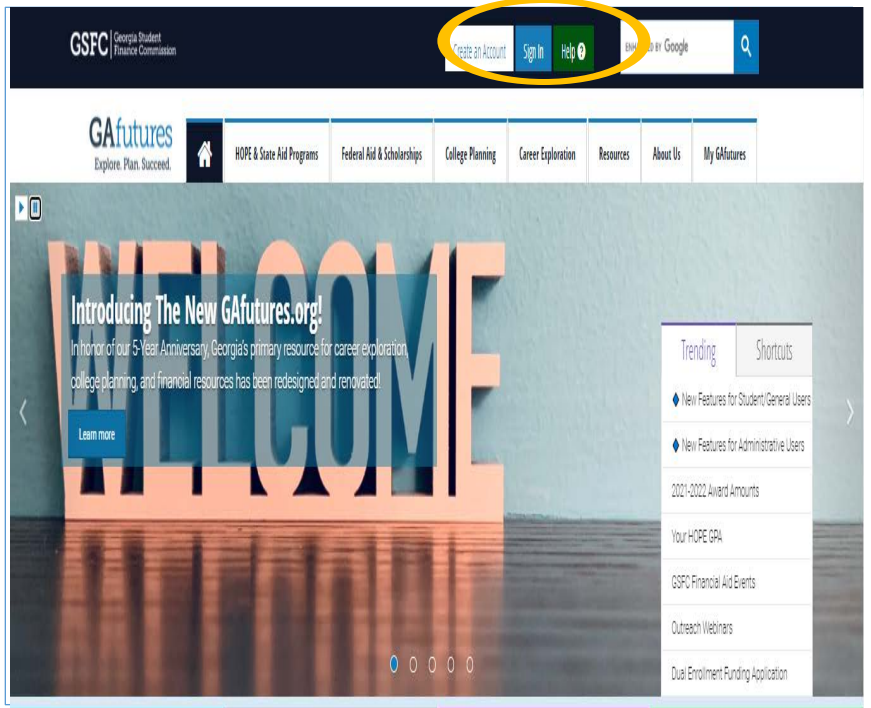 GSFC Georgia Student
Finance Commission
Create an Account
Sign In
Help ?
ENHANCED BY Google
GAfutures
Explore. Plan. Succeed.
HOPE & State Aid Programs
Federal Aid & Scholarships
College Planning
Career Exploration
Resources
About Us
My GAfutures
WELCOME
Introducing The New GAfutures.org!
In honor of our 5-Year Anniversary, Georgia's primary resource for career exploration,
college planning, and financial resources has been redesigned and renovated!
Learn more
Trending
Shortcuts
New Features for Student/General Users
New Features for Administrative Users
2021-2022 Award Amounts
Your HOPE GPA
GSFC Financial Aid Events
Outreach Webinars
Dual Enrollment Funding Application